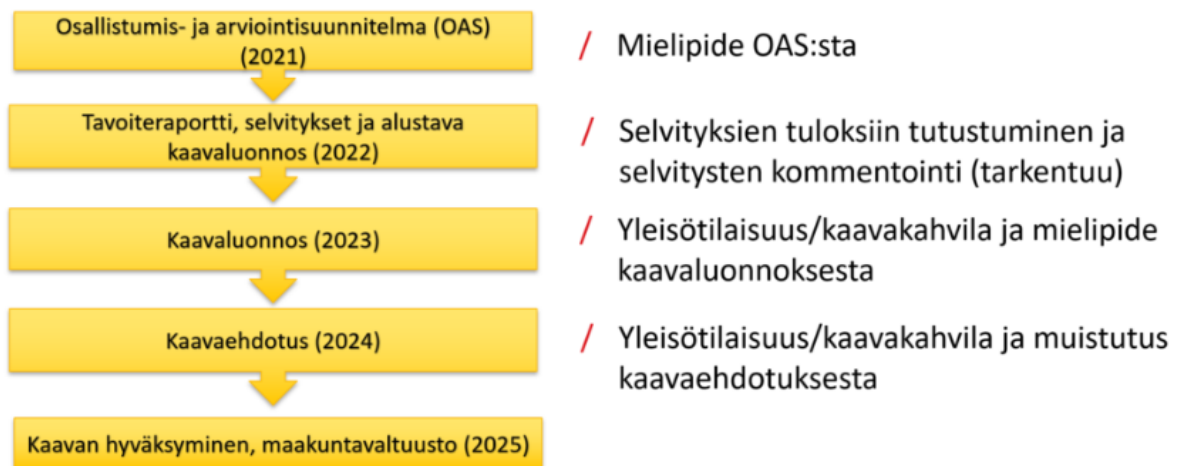 Osallistumis- ja arviointisuunnitelma (OAS)
(2021)
/ Mielipide OAS:sta
Tavoiteraportti, selvitykset ja alustava
kaavaluonnos (2022)
/ Selvityksien tuloksiin tutustuminen ja
selvitysten kommentointi (tarkentuu)
Kaavaluonnos (2023)
/ Yleisötilaisuus/kaavakahvila ja mielipide
kaavaluonnoksesta
Kaavaehdotus (2024)
/ Yleisötilaisuus/kaavakahvila ja muistutus
kaavaehdotuksesta
Kaavan hyväksyminen, maakuntavaltuusto (2025)